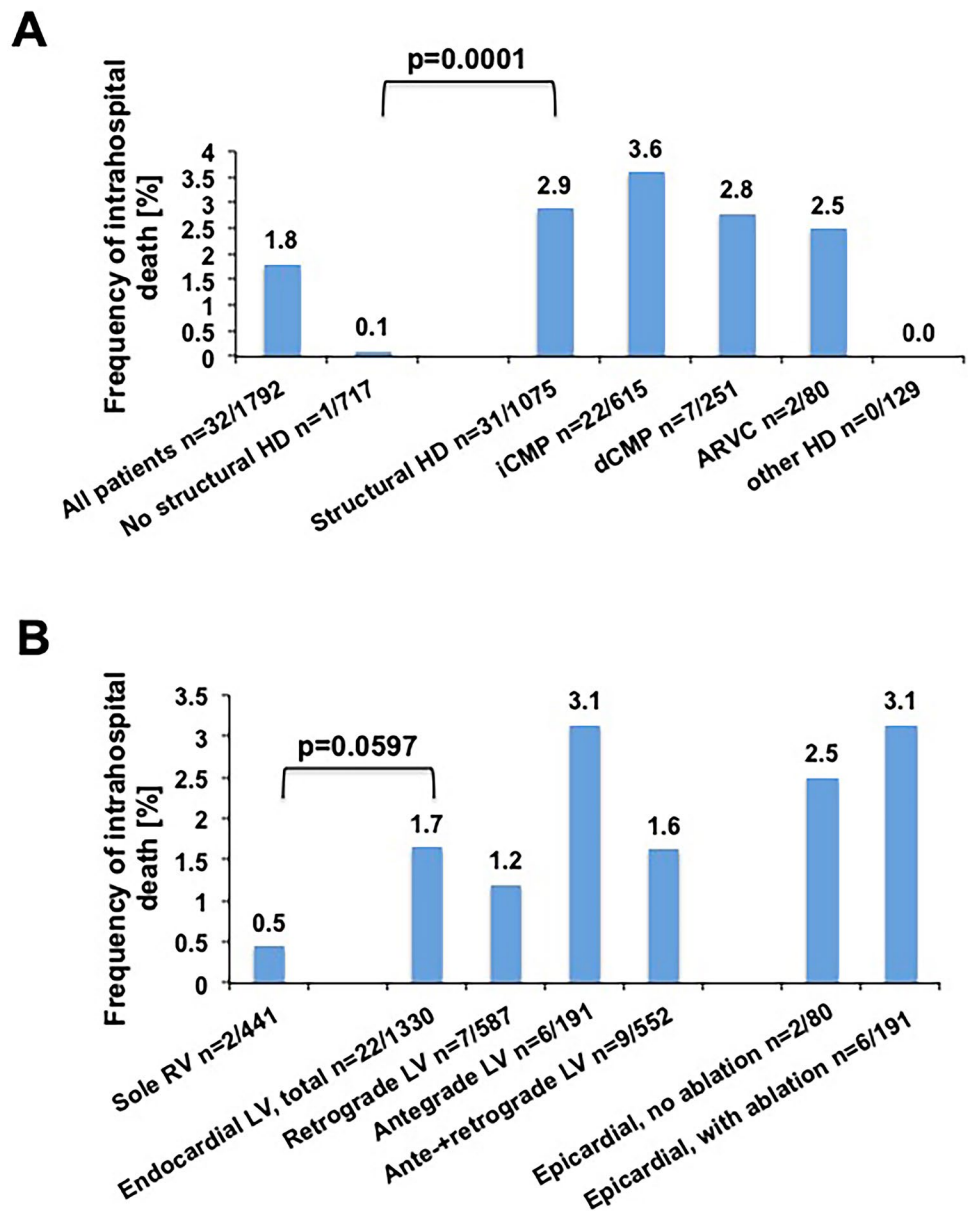 A
p=0.0001
Frequency of intrahospital
death [%]
4
3.5
3
2.5
2
1.5
1
0.5
0
1.8
0.1
2.9
3.6
2.8
2.5
0.0
All patients n=32/1792
No structural HD n=1/717
Structural HD n=31/1075
iCMP n=22/615
dCMP n=7/251
ARVC n=2/80
other HD n=0/129
B
p=0.0597
Frequency of intrahospital
death [%]
3.5
3
2.5
2
1.5
1
0.5
0
0.5
1.7
1.2
3.1
1.6
2.5
3.1
Sole RV n=2/441
Endocardial LV, total n=22/1330
Retrograde LV n=7/587
Antegrade LV n=6/191
Ante-+retrograde LV n=9/552
Epicardial, no ablation n=2/80
Epicardial, with ablation n=6/191